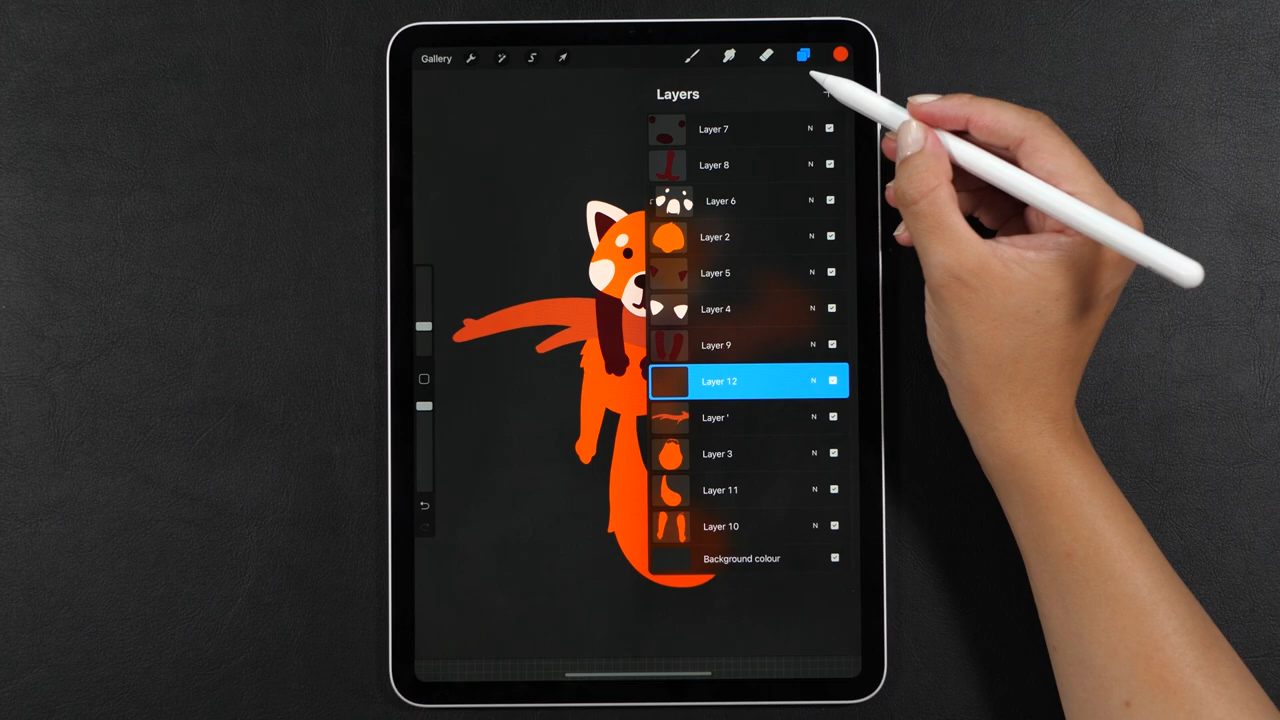 Gallery
Layers
Layer 7 N
Layer 8 N
Layer 6 N
Layer 2 N
Layer 5 N
Layer 4 N
Layer 9 N
Layer 12 N
Layer ' N
Layer 3 N
Layer 11 N
Layer 10 N
Background colour